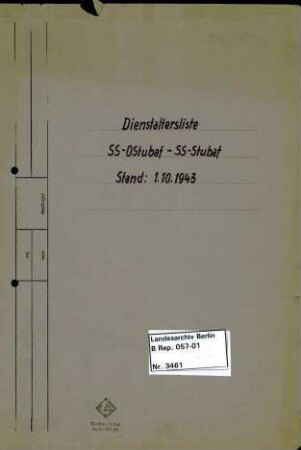 Dienstaltersliste
SS-OStubaf - SS-Stubaf
Stand: 1.10.1943
Landesarchiv Berlin
B Rep. 057-01
Nr. 3461